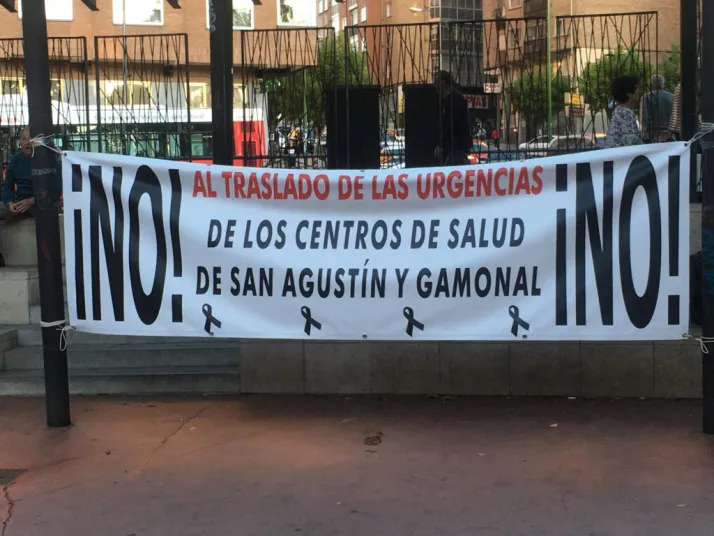 ¡NO!
AL TRASLADO DE LAS URGENCIAS
DE LOS CENTROS DE SALUD
DE SAN AGUSTÍN Y GAMONAL
¡NO!